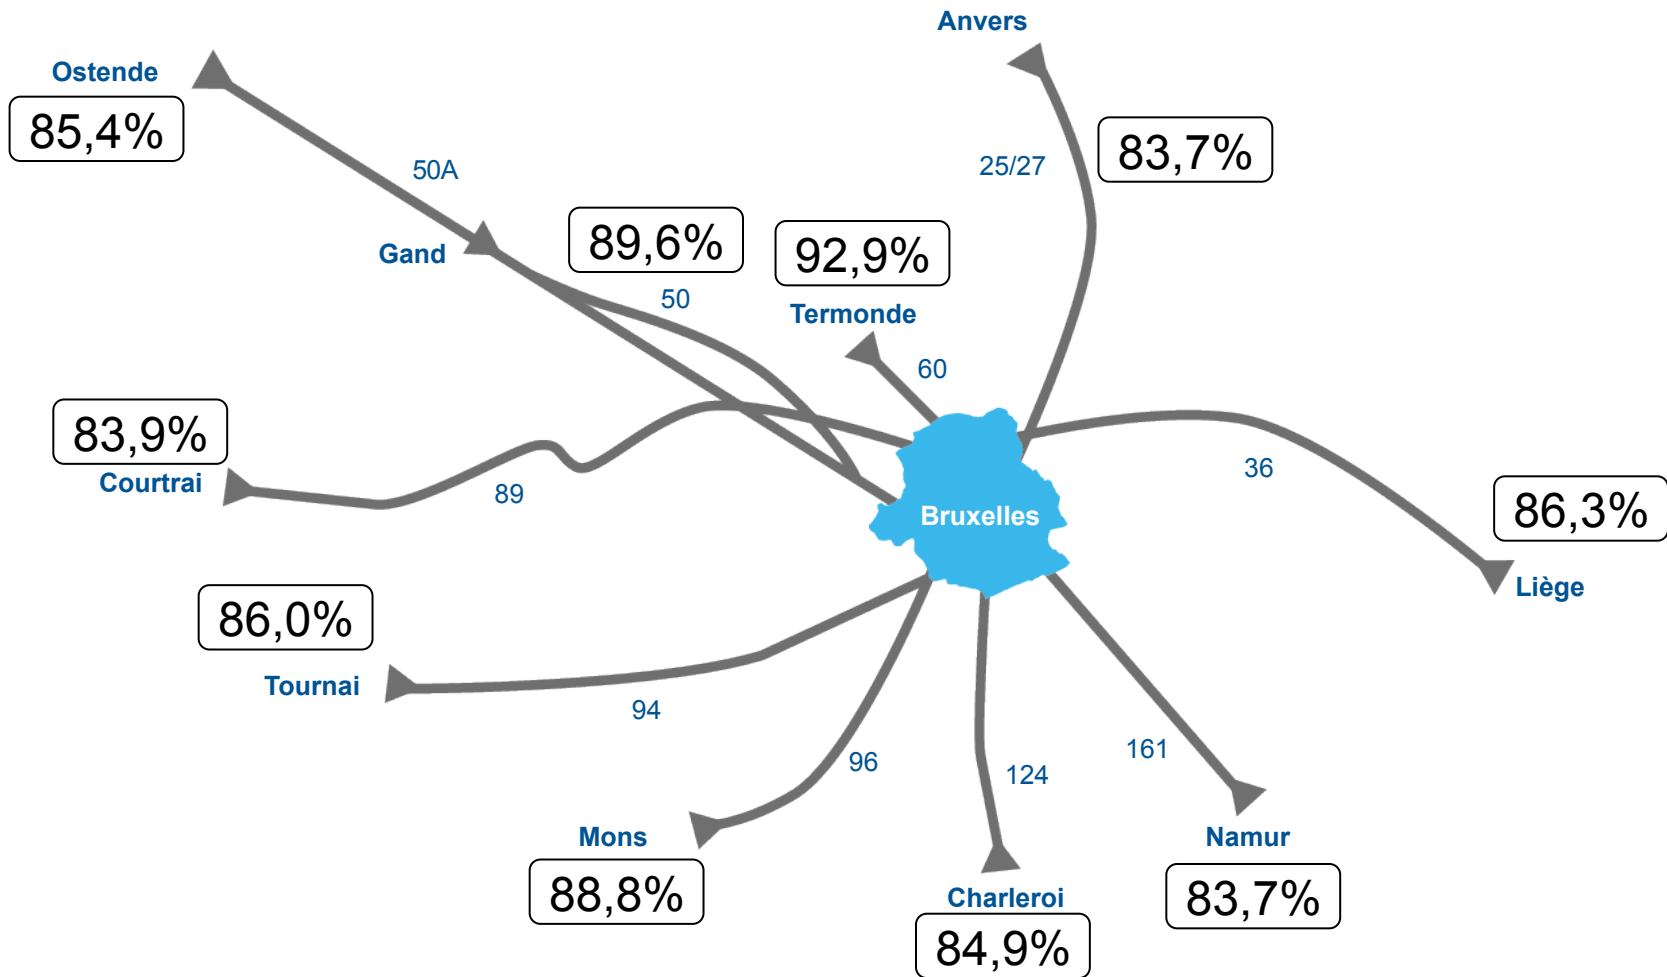 Anvers
Ostende
85,4%
50A
25/27
83,7%
Gand
89,6%
50
92,9%
Termonde
60
83,9%
Courtrai
89
36
86,3%
Liège
Bruxelles
86,0%
Tournai
94
96
124
161
Mons
88,8%
Charleroi
84,9%
Namur
83,7%